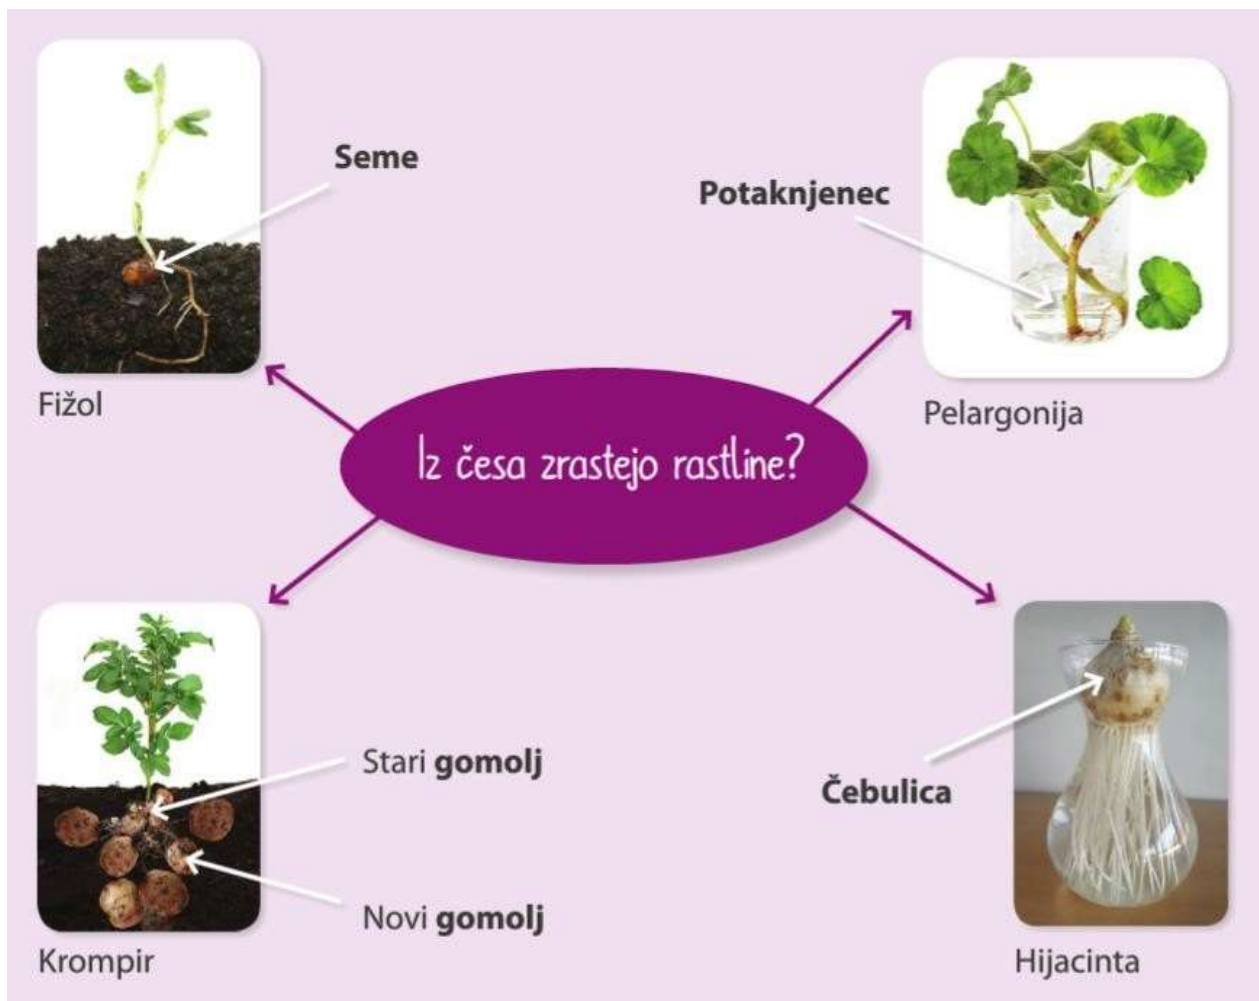 Seme
Fižol
Potaknjenec
Pelargonija
Iz česa zrastejo rastline?
Stari gomolj
Novi gomolj
Krompir
Čebulica
Hijacinta